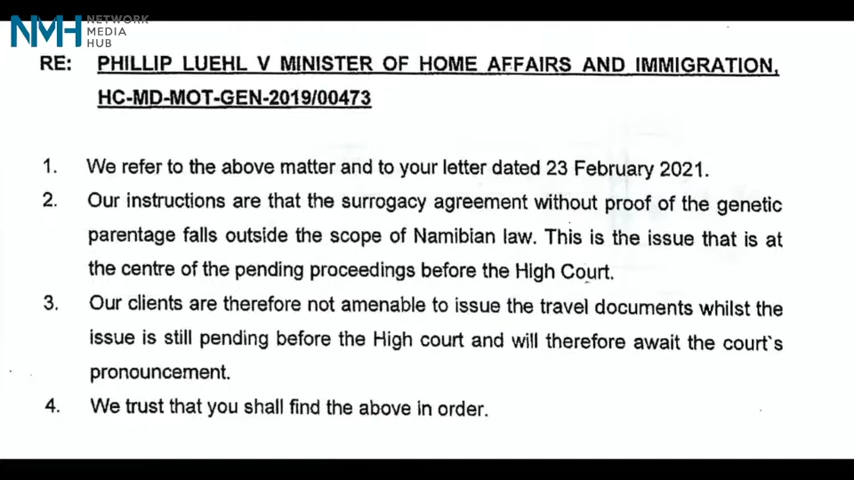 NMH NETWORK
MEDIA
HUB
RE: PHILLIP LUEHL V MINISTER OF HOME AFFAIRS AND IMMIGRATION,
HC-MD-MOT-GEN-2019/00473
1. We refer to the above matter and to your letter dated 23 February 2021.
2. Our instructions are that the surrogacy agreement without proof of the genetic
parentage falls outside the scope of Namibian law. This is the issue that is at
the centre of the pending proceedings before the High Court.
3. Our clients are therefore not amenable to issue the travel documents whilst the
issue is still pending before the High court and will therefore await the court's
pronouncement.
4. We trust that you shall find the above in order.